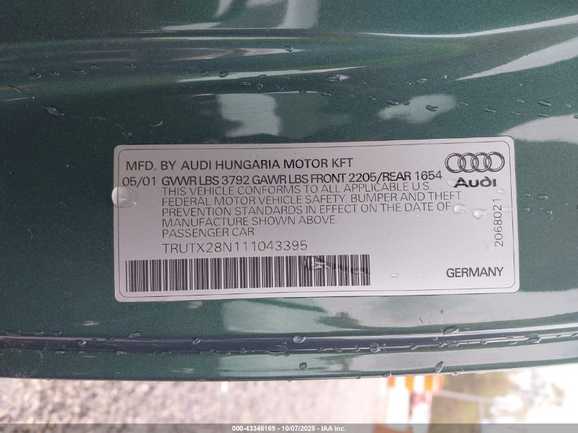 MFD. BY AUDI HUNGARIA MOTOR KFT
05/01 GVWR LBS 3792 GAWR LBS FRONT 2205/REAR 1654
THIS VEHICLE CONFORMS TO ALL APPLICABLE U.S.
FEDERAL MOTOR VEHICLE SAFETY, BUMPER AND THEFT
PREVENTION STANDARDS IN EFFECT ON THE DATE OF
MANUFACTURE SHOWN ABOVE.
PASSENGER CAR
TRUTX28N111043395
Audi
2068021
GERMANY
000-43348169 - 10/07/2025 - IAA Inc.